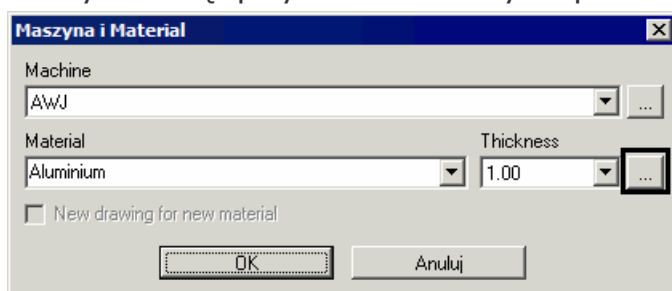 Maszyna i Material
Machine
AWJ
...
Material
Thickness
Aluminium
1.00
...
New drawing for new material
OK
Anuluj